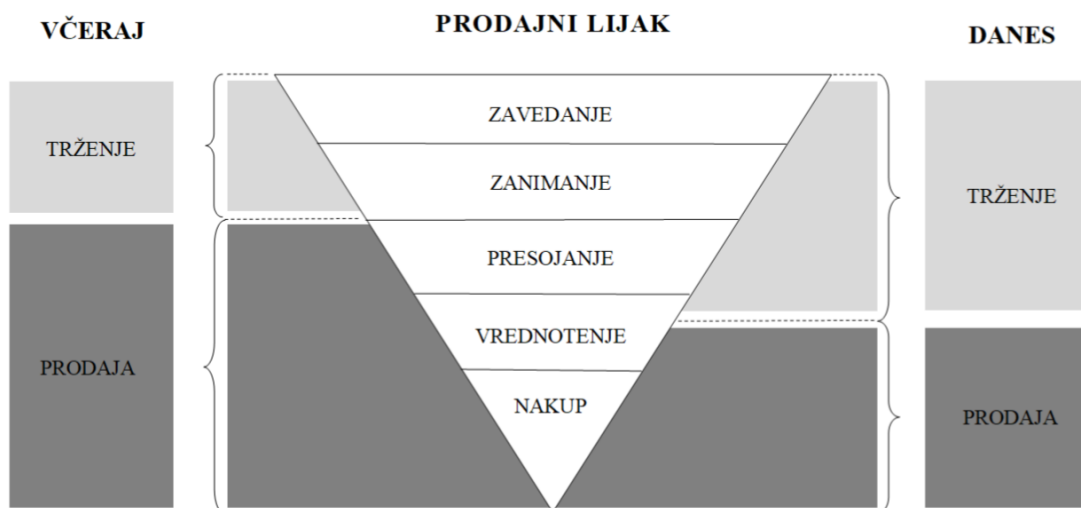 VČERAJ
PRODAJNI LIJAK
DANES
TRŽENJE
PRODAJA
ZAVEDANJE
ZANIMANJE
PRESOJANJE
VREDNOTENJE
NAKUP
TRŽENJE
PRODAJA